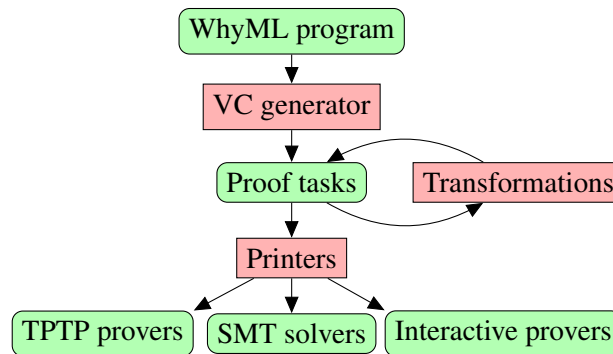 WhyML program
VC generator
Proof tasks
Transformations
Printers
TPTP provers
SMT solvers
Interactive provers